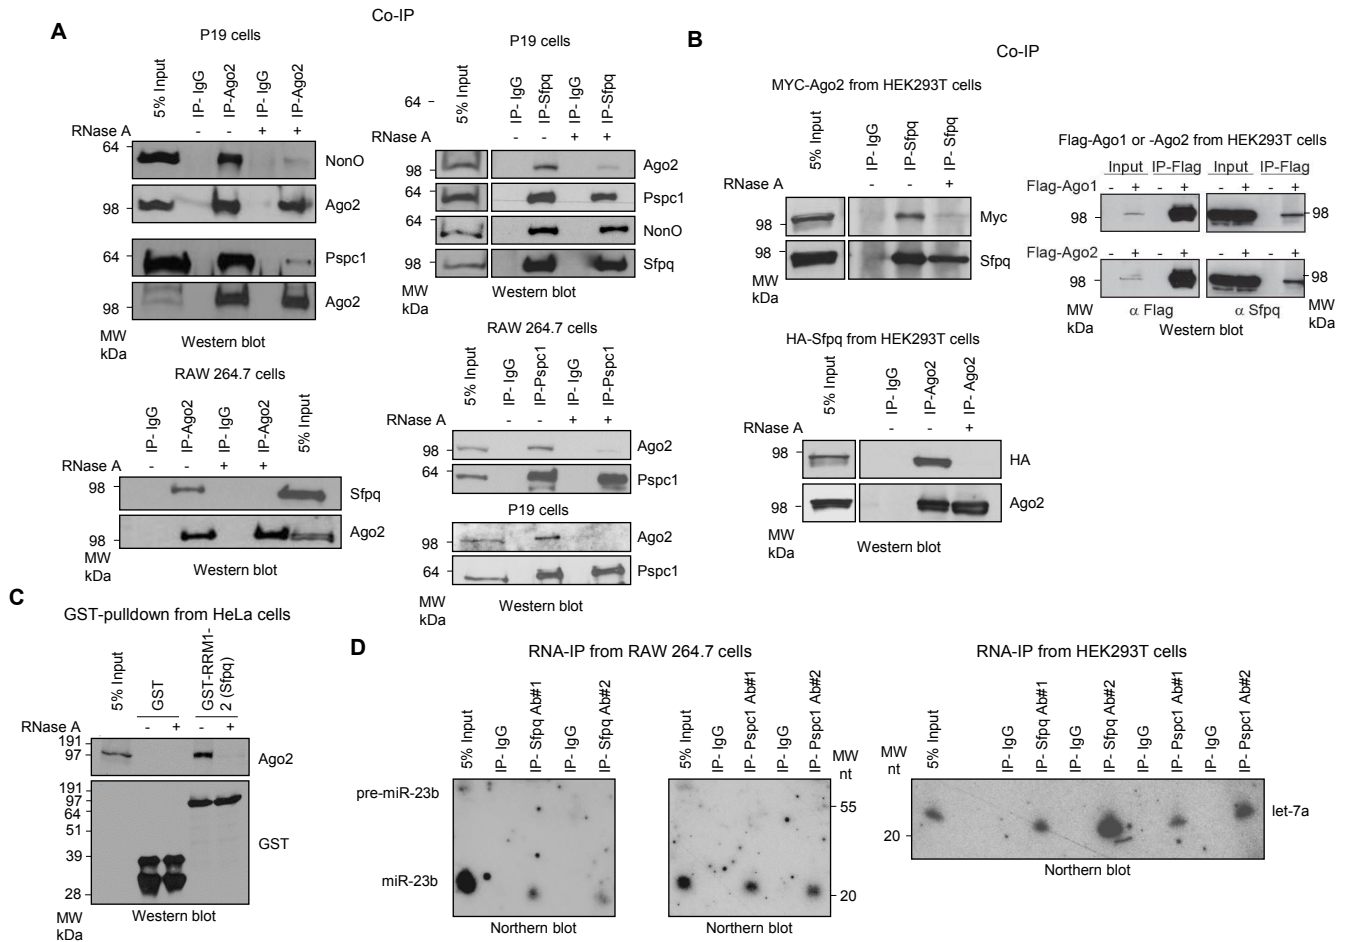 A
Co-IP
P19 cells
5% Input
IP- IgG
IP-Ago2
IP- IgG
IP-Ago2
RNase A - - + +
64
NonO
98
Ago2
64
Pspc1
98
Ago2
MW
kDa
Western blot
P19 cells
64
5% Input
IP- IgG
IP-Sfpq
IP- IgG
IP-Sfpq
RNase A - - + +
98
Ago2
64
Pspc1
64
NonO
98
Sfpq
MW
kDa
Western blot
RAW 264.7 cells
IP- IgG
IP-Ago2
IP- IgG
IP-Ago2
5% Input
RNase A - - + +
98
Sfpq
98
Ago2
MW
kDa
Western blot
RAW 264.7 cells
5% Input
IP- IgG
IP-Pspc1
IP- IgG
IP-Pspc1
RNase A - - + +
98
Ago2
64
Pspc1
P19 cells
98
Ago2
64
Pspc1
MW
kDa
Western blot
B
Co-IP
MYC-Ago2 from HEK293T cells
5% Input
IP- IgG
IP-Sfpq
IP- Sfpq
RNase A - - +
98
Myc
98
Sfpq
MW
kDa
Western blot
Flag-Ago1 or -Ago2 from HEK293T cells
Input IP-Flag Input IP-Flag
Flag-Ago1 - + - + - + - +
98
98
Flag-Ago2 - + - + - + - +
98
98
MW
kDa
α Flag
α Sfpq
MW
kDa
Western blot
HA-Sfpq from HEK293T cells
5% Input
IP- IgG
IP-Ago2
IP- Ago2
RNase A - - +
98
HA
98
Ago2
MW
kDa
Western blot
C
GST-pulldown from HeLa cells
5% Input
GST
GST-RRM1-
2 (Sfpq)
RNase A - + - +
191
97
Ago2
191
97
64
51
39
28
GST
MW
kDa
Western blot
D
RNA-IP from RAW 264.7 cells
5% Input
IP- IgG
IP- Sfpq Ab#1
IP- IgG
IP- Sfpq Ab#2
pre-miR-23b
miR-23b
Northern blot
5% Input
IP- IgG
IP- Pspc1 Ab#1
IP- IgG
IP- Pspc1 Ab#2
MW
nt
55
20
Northern blot
RNA-IP from HEK293T cells
MW
nt
5% Input
IP- IgG
IP- Sfpq Ab#1
IP- IgG
IP- Sfpq Ab#2
IP- IgG
IP- Pspc1 Ab#1
IP- IgG
IP- Pspc1 Ab#2
20
let-7a
Northern blot